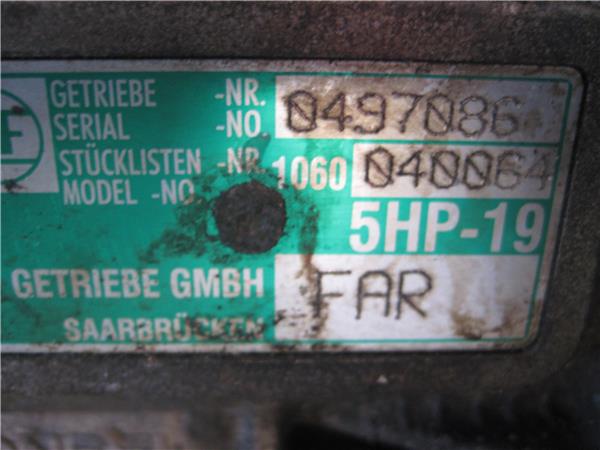 GETRIEBE -NR. 0497086
SERIAL -NO.
STÜCKLISTEN -NR. 1060 040064
MODEL -NO.
5HP-19
GETRIEBE GMBH FAR
SAARBRÜCKEN